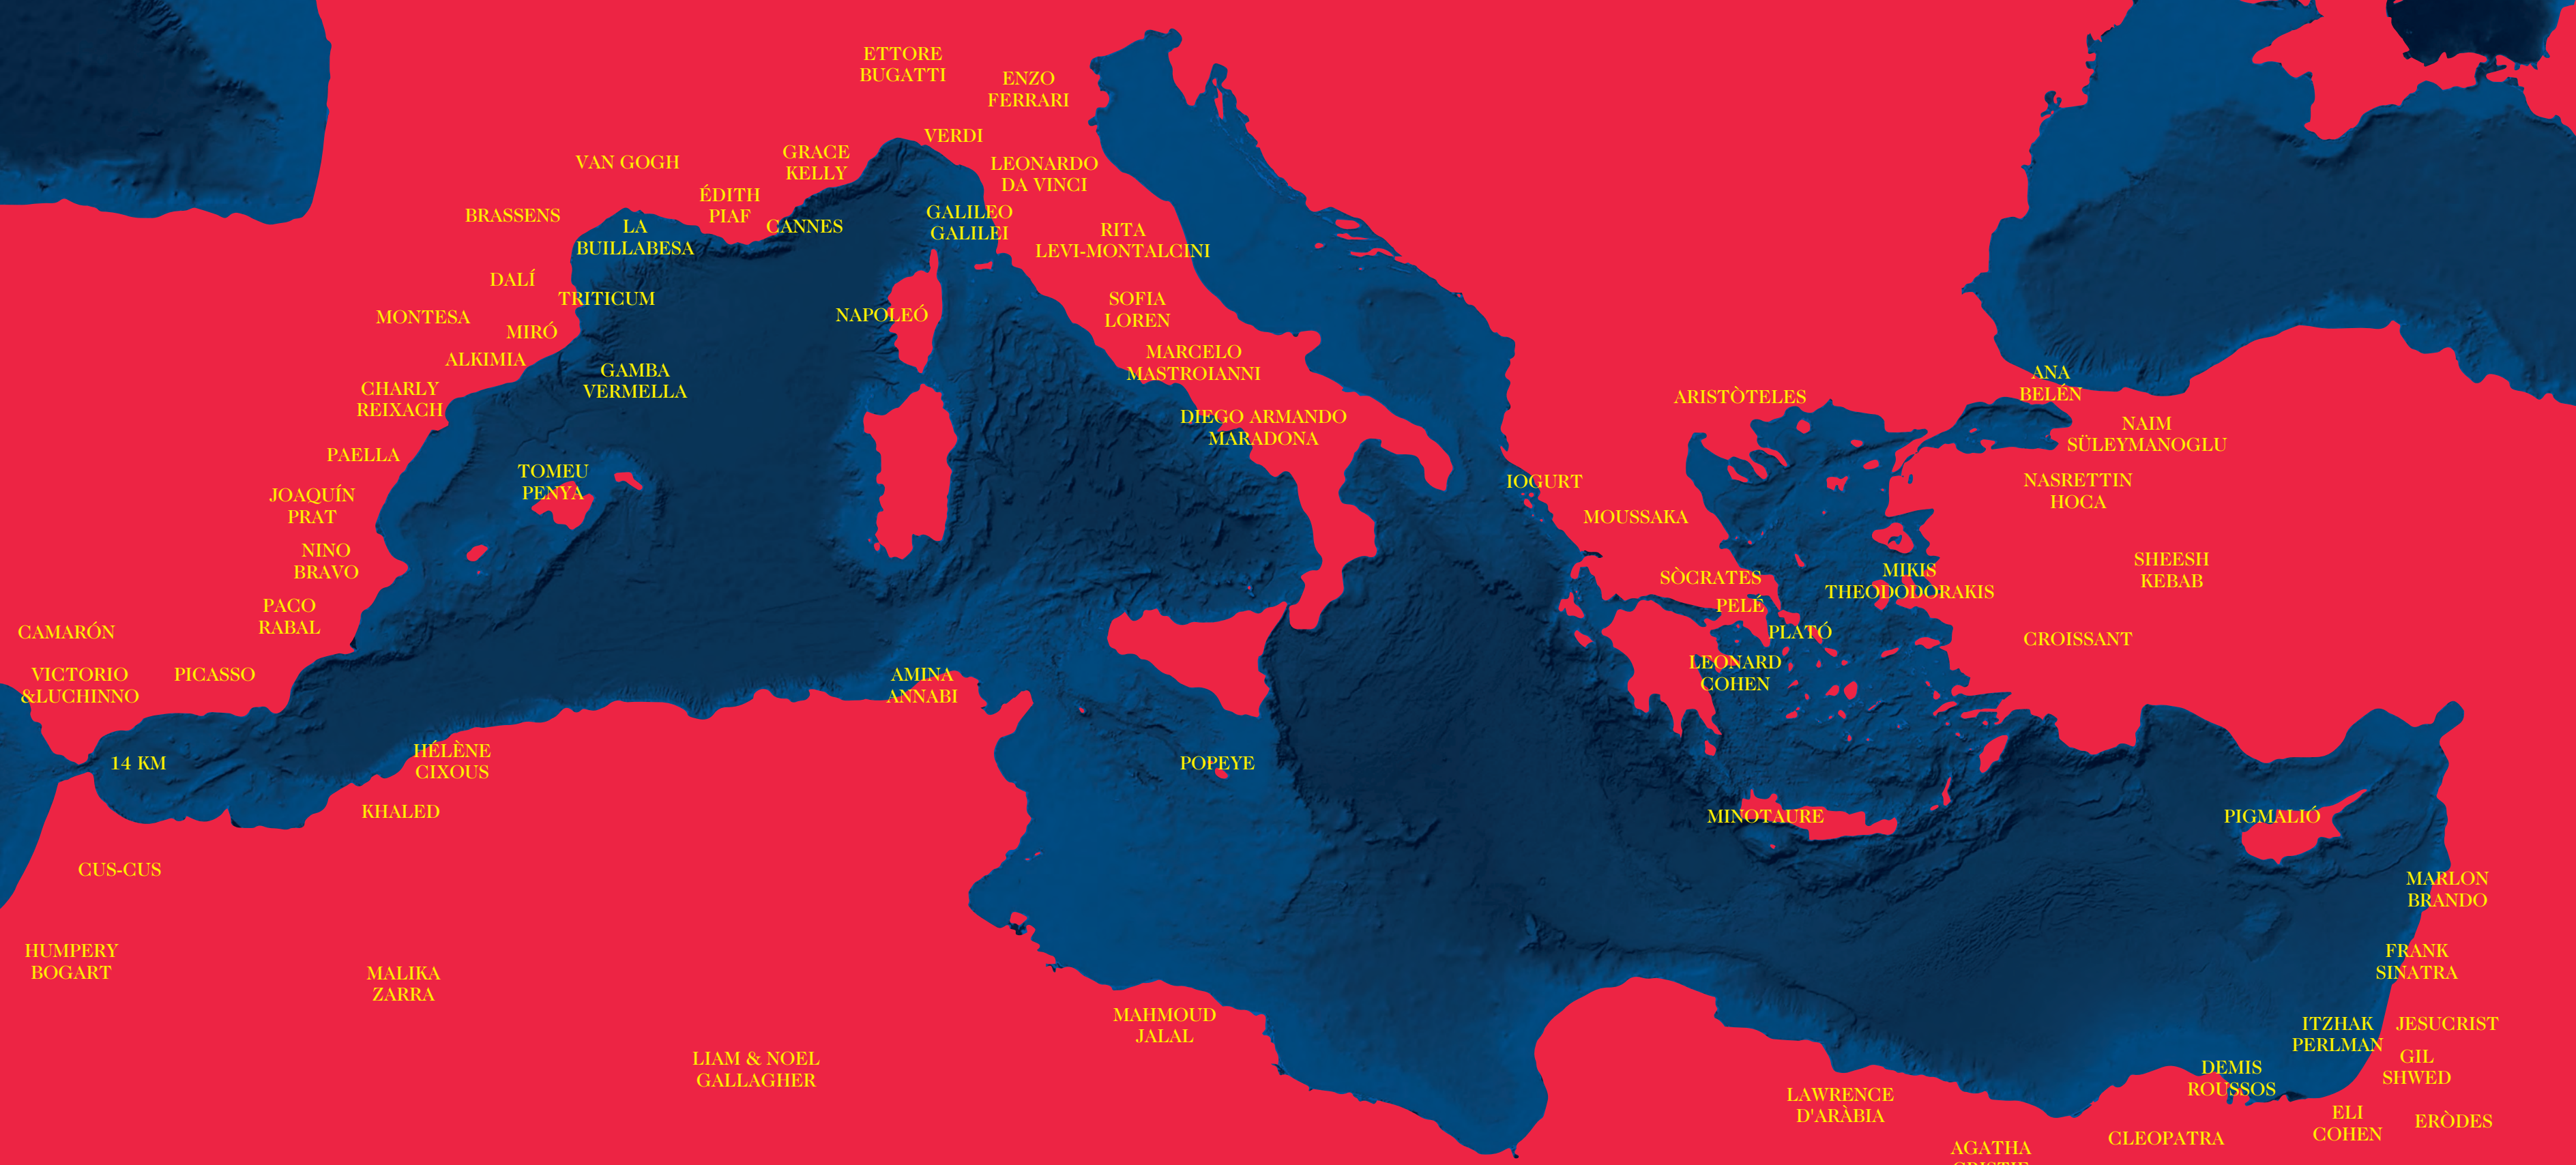 ETTORE
BUGATTI
ENZO
FERRARI
VERDI
GRACE
KELLY
VAN GOGH
LEONARDO
DA VINCI
ÉDITH
PIAF
BRASSENS
LA
BUILLABESA
CANNES
GALILEO
GALILEI
RITA
LEVI-MONTALCINI
DALÍ
TRITICUM
MONTESA
MIRÓ
NAPOLEÓ
SOFIA
LOREN
ALKIMIA
GAMBA
VERMELLA
MARCELO
MASTROIANNI
CHARLY
REIXACH
DIEGO ARMANDO
MARADONA
ARISTÒTELES
ANA
BELÉN
NAIM
SÜLEYMANOGLU
PAELLA
TOMEU
PENYA
IOGURT
NASRETTIN
HOCA
JOAQUÍN
PRAT
MOUSSAKA
NINO
BRAVO
SÒCRATES
MIKIS
THEODODORAKIS
SHEESH
KEBAB
PACO
RABAL
PELÉ
CAMARÓN
PLATÓ
CROISSANT
VICTORIO
&LUCHINNO
PICASSO
AMINA
ANNABI
LEONARD
COHEN
14 KM
HÉLÈNE
CIXOUS
POPEYE
KHALED
MINOTAURE
PIGMALIÓ
CUS-CUS
MARLON
BRANDO
HUMPERY
BOGART
MALIKA
ZARRA
FRANK
SINATRA
MAHMOUD
JALAL
ITZHAK
PERLMAN
JESUCRIST
LIAM & NOEL
GALLAGHER
GIL
SHWED
DEMIS
ROUSSOS
LAWRENCE
D'ARÀBIA
ELI
COHEN
ERÒDES
CLEOPATRA
AGATHA